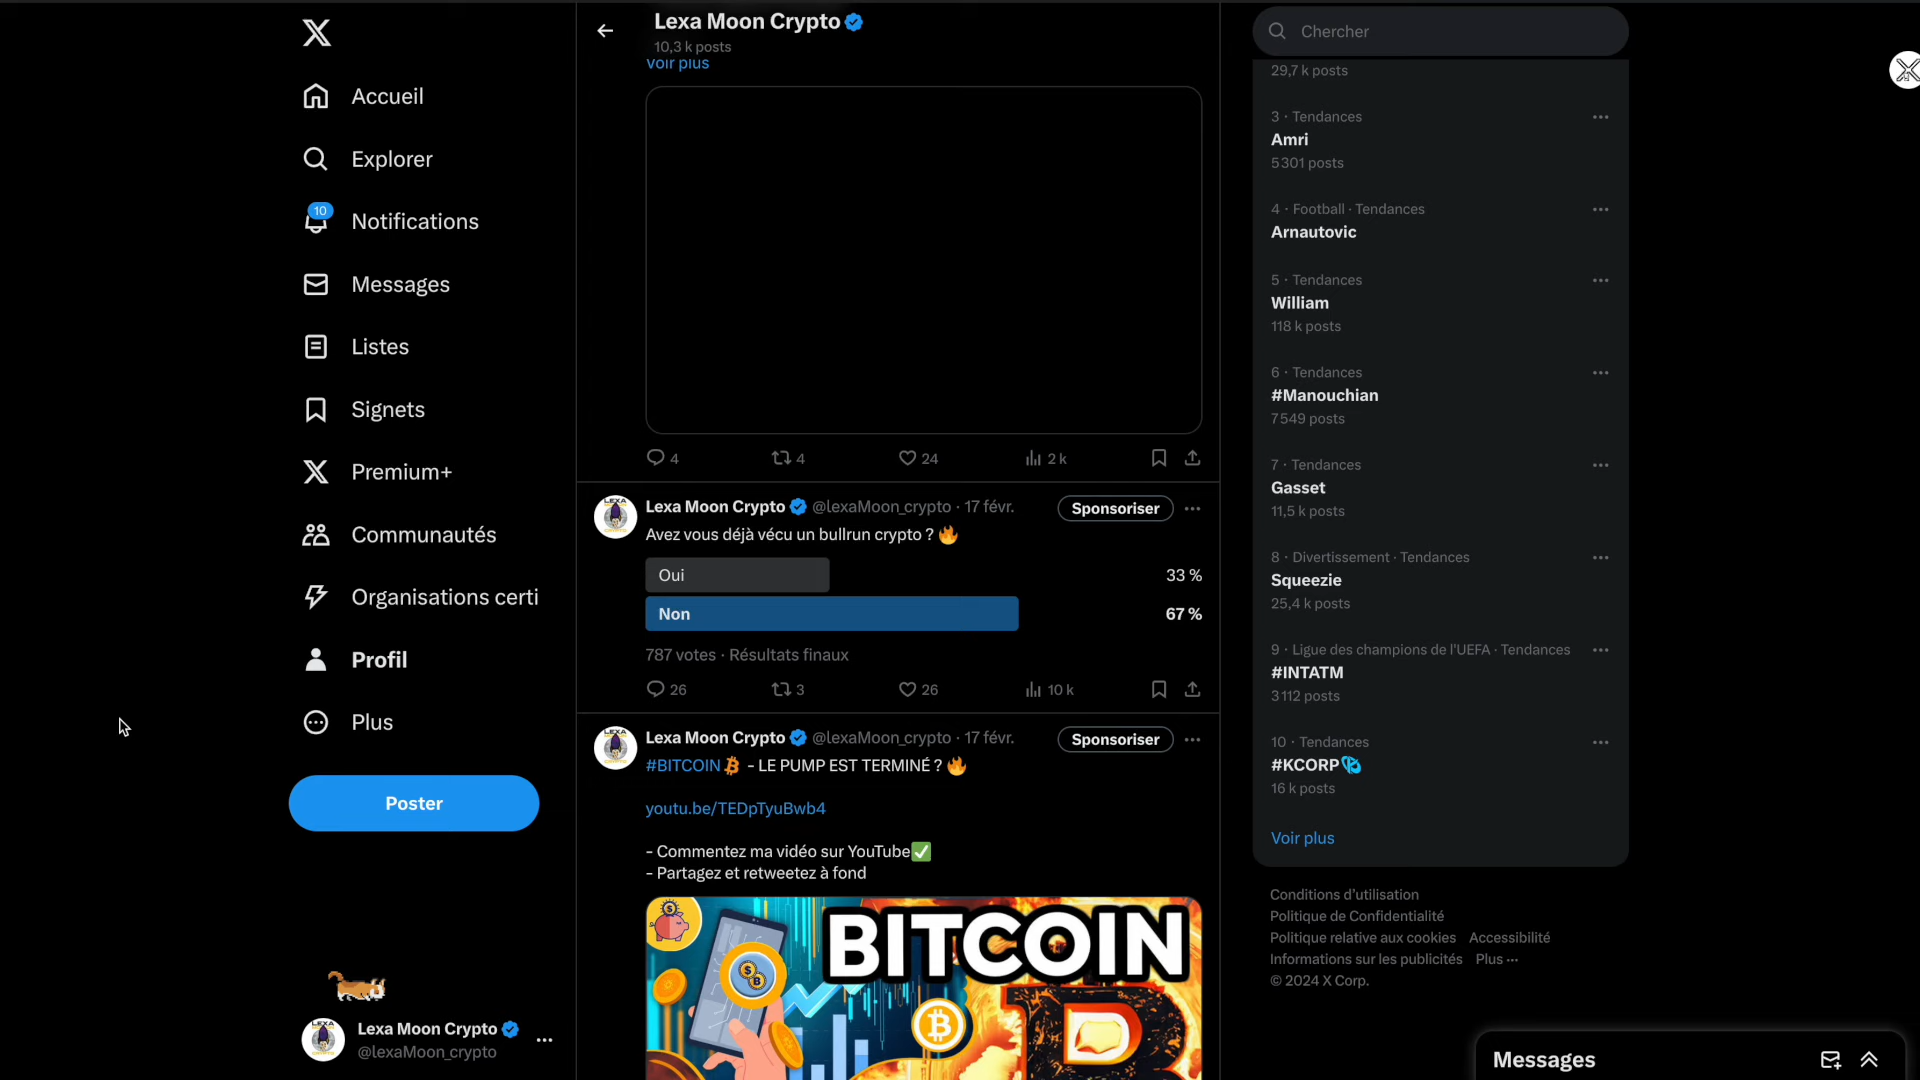 Accueil
Explorer
10
Notifications
Messages
Listes
Signets
Premium+
Communautés
Organisations certi
Profil
Plus
Poster
Lexa Moon Crypto
@lexaMoon_crypto
Lexa Moon Crypto
10,3 k posts
voir plus
4 4 24 2 k
Lexa Moon Crypto @lexaMoon_crypto · 17 févr. Sponsoriser
Avez vous déjà vécu un bullrun crypto ? 🔥
Oui 33 %
Non 67 %
787 votes · Résultats finaux
26 3 26 10 k
Lexa Moon Crypto @lexaMoon_crypto · 17 févr. Sponsoriser
#BITCOIN - LE PUMP EST TERMINÉ ? 🔥
youtu.be/TEDpTyuBwb4
- Commentez ma vidéo sur YouTube✅
- Partagez et retweetez à fond
BITCOIN
Chercher
29,7 k posts
3 · Tendances
Amri
5 301 posts
4 · Football · Tendances
Arnautovic
5 · Tendances
William
118 k posts
6 · Tendances
#Manouchian
7 549 posts
7 · Tendances
Gasset
11,5 k posts
8 · Divertissement · Tendances
Squeezie
25,4 k posts
9 · Ligue des champions de l'UEFA · Tendances
#INTATM
3 112 posts
10 · Tendances
#KCORP
16 k posts
Voir plus
Conditions d'utilisation
Politique de Confidentialité
Politique relative aux cookies Accessibilité
Informations sur les publicités Plus ···
© 2024 X Corp.
Messages